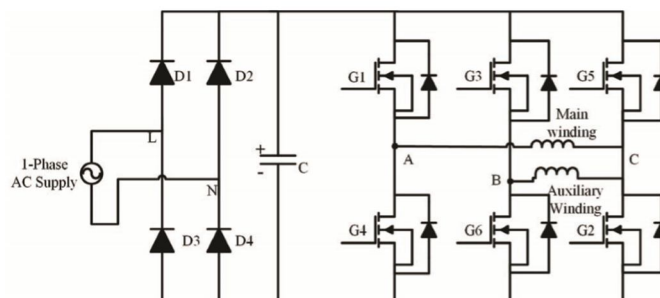 D1
D2
G1
G3
G5
L
1-Phase
AC Supply
+
-
C
Main
winding
A
C
B
N
Auxiliary
Winding
D3
D4
G4
G6
G2